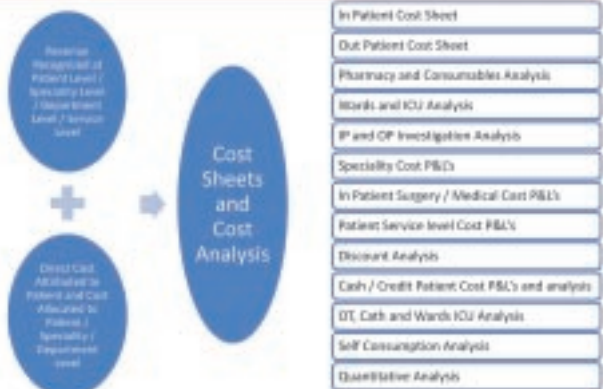 Revenue
Recognized at
Patient Level /
Speciality Level
/ Department
Level / Service
Level
Direct Cost
Attributed to
Patient and Cost
Allocated to
Patient /
Speciality /
Department
Level
Cost
Sheets
and
Cost
Analysis
In Patient Cost Sheet
Out Patient Cost Sheet
Pharmacy and Consumables Analysis
Wards and ICU Analysis
IP and OP Investigation Analysis
Speciality Cost P&L's
In Patient Surgery / Medical Cost P&L's
Patient Service level Cost P&L's
Discount Analysis
Cash / Credit Patient Cost P&L's and analysis
OT, Cath and Wards ICU Analysis
Self Consumption Analysis
Quantitative Analysis